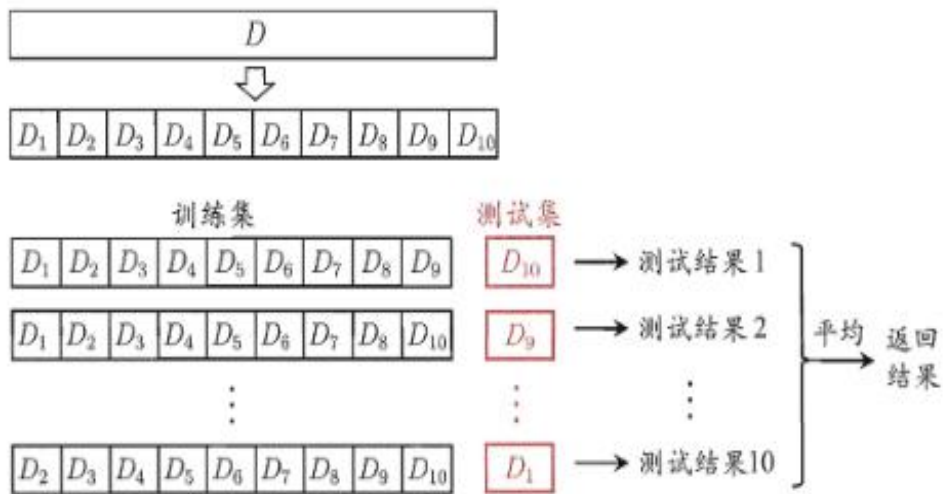 D
D₁ D₂ D₃ D₄ D₅ D₆ D₇ D₈ D₉ D₁₀
训练集 测试集
D₁ D₂ D₃ D₄ D₅ D₆ D₇ D₈ D₉ D₁₀ → 测试结果1
D₁ D₂ D₃ D₄ D₅ D₆ D₇ D₈ D₁₀ D₉ → 测试结果2
平均 返回
结果
⋮ ⋮ ⋮
D₂ D₃ D₄ D₅ D₆ D₇ D₈ D₉ D₁₀ D₁ → 测试结果10